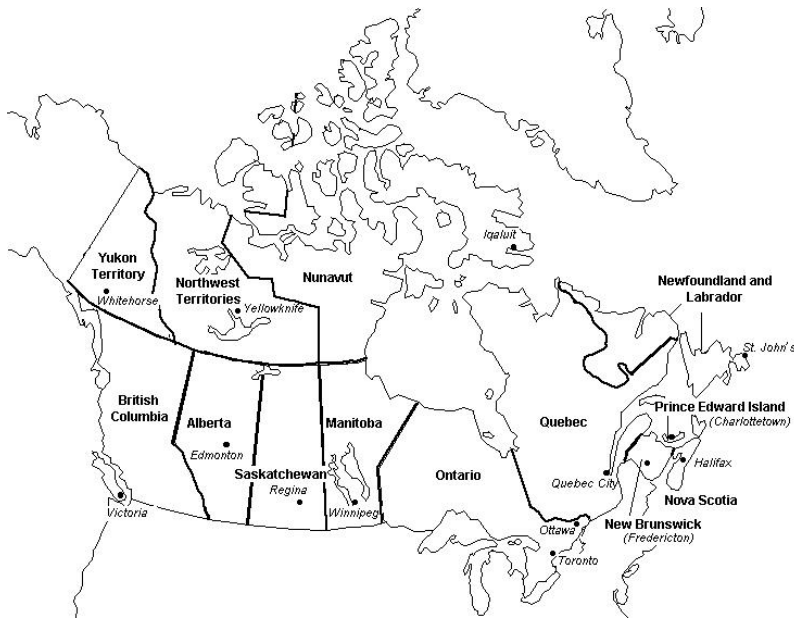 Iqaluit
Yukon
Territory
Whitehorse
Northwest
Territories
Yellowknife
Nunavut
Newfoundland and
Labrador
St. John's
British
Columbia
Alberta
Edmonton
Saskatchewan
Regina
Manitoba
Winnipeg
Ontario
Quebec
Quebec City
Prince Edward Island
(Charlottetown)
Halifax
Nova Scotia
New Brunswick
(Fredericton)
Victoria
Ottawa
Toronto